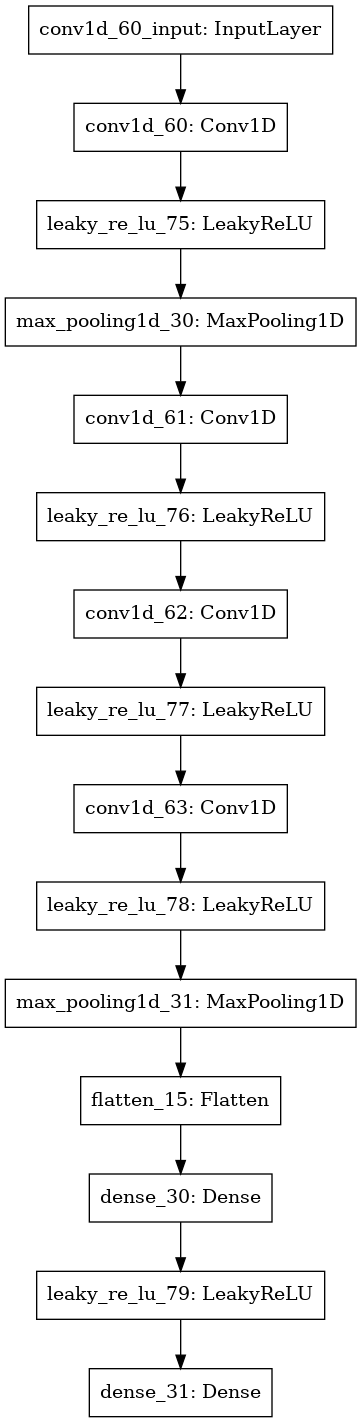 conv1d_60_input: InputLayer
conv1d_60: Conv1D
leaky_re_lu_75: LeakyReLU
max_pooling1d_30: MaxPooling1D
conv1d_61: Conv1D
leaky_re_lu_76: LeakyReLU
conv1d_62: Conv1D
leaky_re_lu_77: LeakyReLU
conv1d_63: Conv1D
leaky_re_lu_78: LeakyReLU
max_pooling1d_31: MaxPooling1D
flatten_15: Flatten
dense_30: Dense
leaky_re_lu_79: LeakyReLU
dense_31: Dense